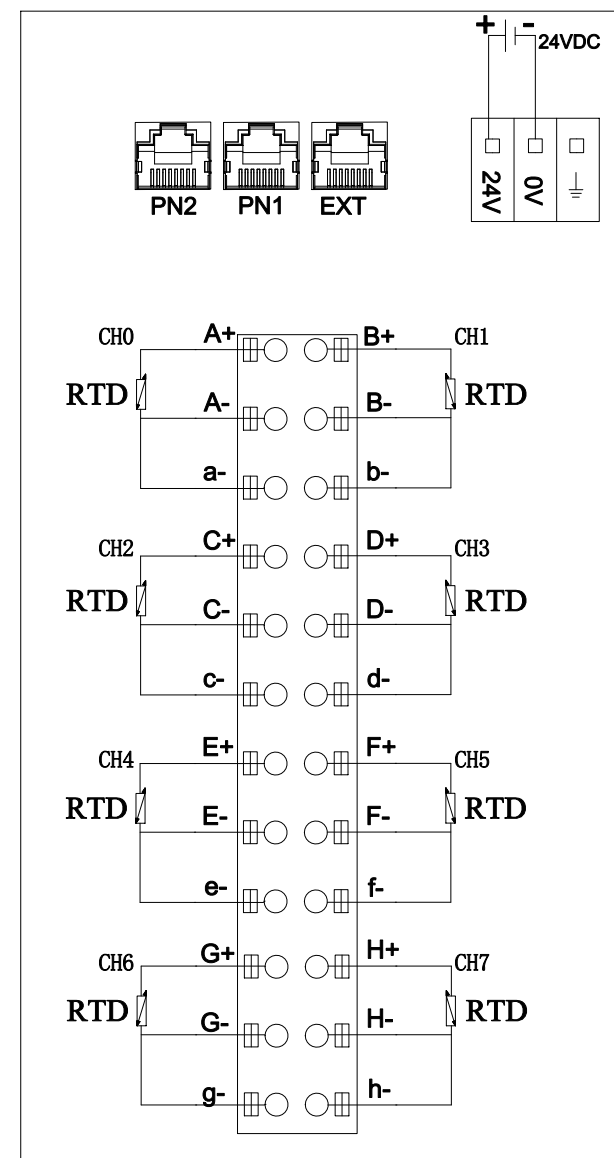 + - 24VDC
24V 0V
PN2 PN1 EXT
CH0 A+ B+ CH1
RTD A- B- RTD
a- b-
CH2 C+ D+ CH3
RTD C- D- RTD
c- d-
CH4 E+ F+ CH5
RTD E- F- RTD
e- f-
CH6 G+ H+ CH7
RTD G- H- RTD
g- h-